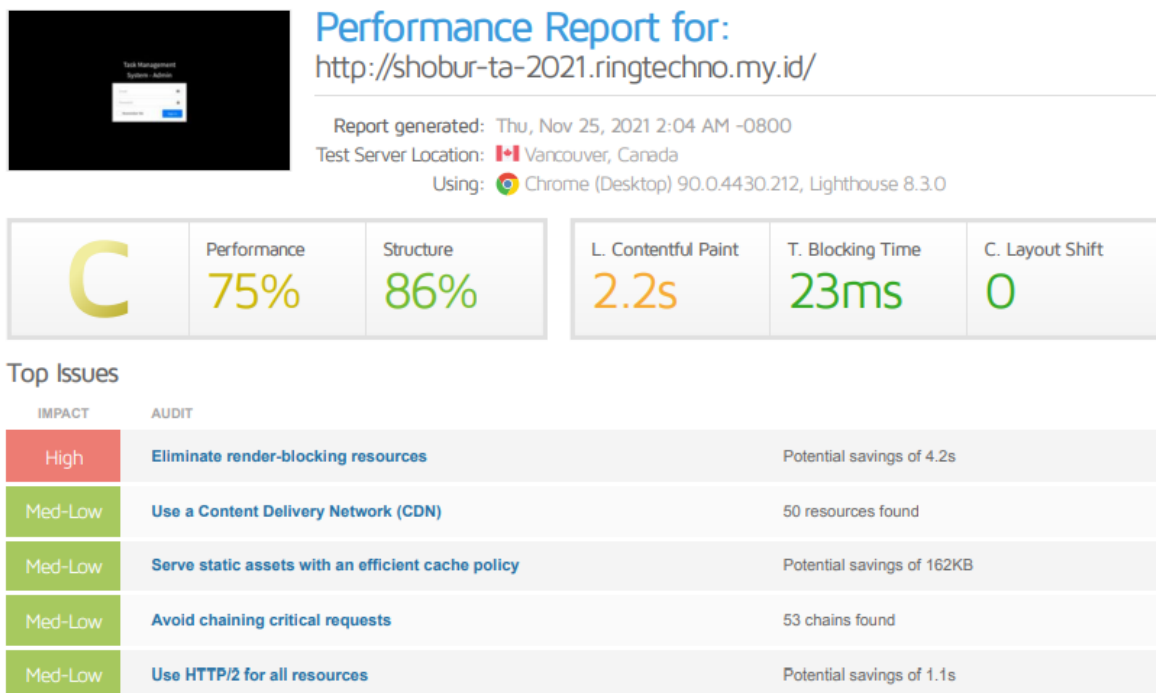 Task Management
System - Admin
Performance Report for:
http://shobur-ta-2021.ringtechno.my.id/
Report generated: Thu, Nov 25, 2021 2:04 AM -0800
Test Server Location: Vancouver, Canada
Using: Chrome (Desktop) 90.0.4430.212, Lighthouse 8.3.0
C
Performance
75%
Structure
86%
L. Contentful Paint
2.2s
T. Blocking Time
23ms
C. Layout Shift
0
Top Issues
IMPACT AUDIT
High Eliminate render-blocking resources Potential savings of 4.2s
Med-Low Use a Content Delivery Network (CDN) 50 resources found
Med-Low Serve static assets with an efficient cache policy Potential savings of 162KB
Med-Low Avoid chaining critical requests 53 chains found
Med-Low Use HTTP/2 for all resources Potential savings of 1.1s